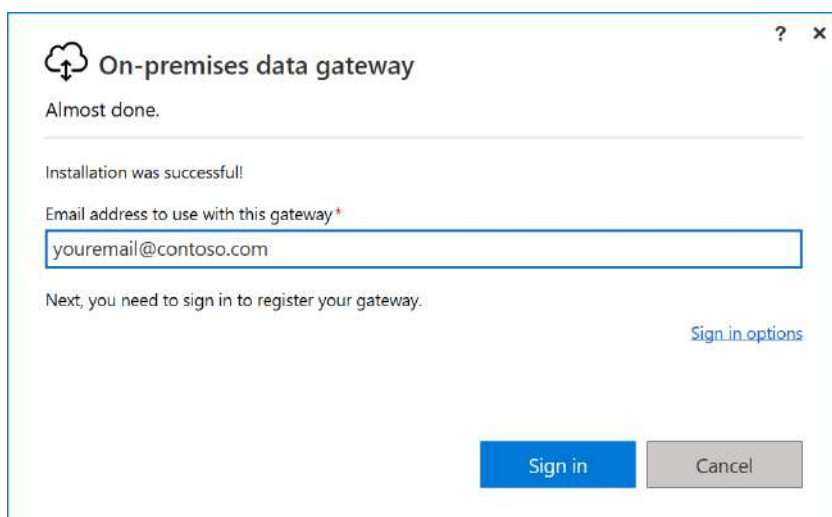 ? ×
On-premises data gateway
Almost done.
Installation was successful!
Email address to use with this gateway*
youremail@contoso.com
Next, you need to sign in to register your gateway.
Sign in options
Sign in
Cancel